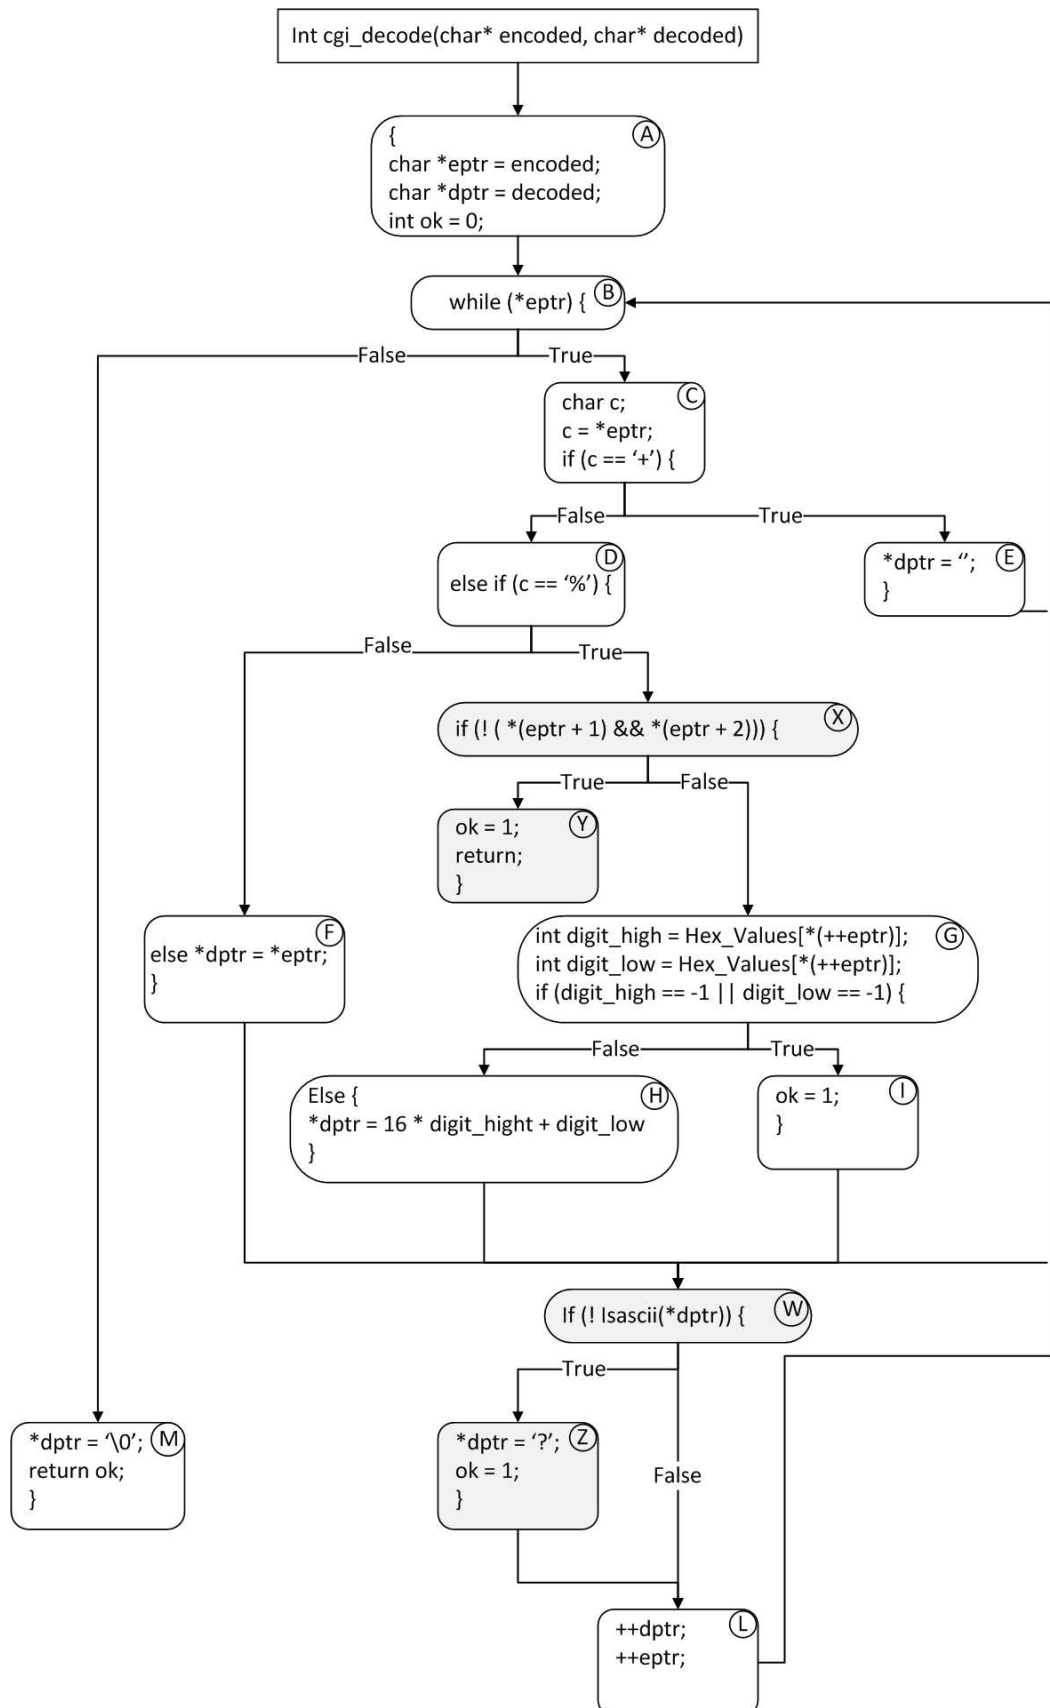 Int cgi_decode(char* encoded, char* decoded)
A
{
char *eptr = encoded;
char *dptr = decoded;
int ok = 0;
B
while (*eptr) {
False
True
C
char c;
c = *eptr;
if (c == ‘+’) {
False
True
D
else if (c == ‘%’) {
E
*dptr = ‘’;
}
False
True
X
if (! ( *(eptr + 1) && *(eptr + 2))) {
True
False
Y
ok = 1;
return;
}
F
else *dptr = *eptr;
}
G
int digit_high = Hex_Values[*(++eptr)];
int digit_low = Hex_Values[*(++eptr)];
if (digit_high == -1 || digit_low == -1) {
False
True
H
Else {
*dptr = 16 * digit_hight + digit_low
}
I
ok = 1;
}
W
If (! Isascii(*dptr)) {
True
False
M
*dptr = ‘\0’;
return ok;
}
Z
*dptr = ‘?’;
ok = 1;
}
L
++dptr;
++eptr;